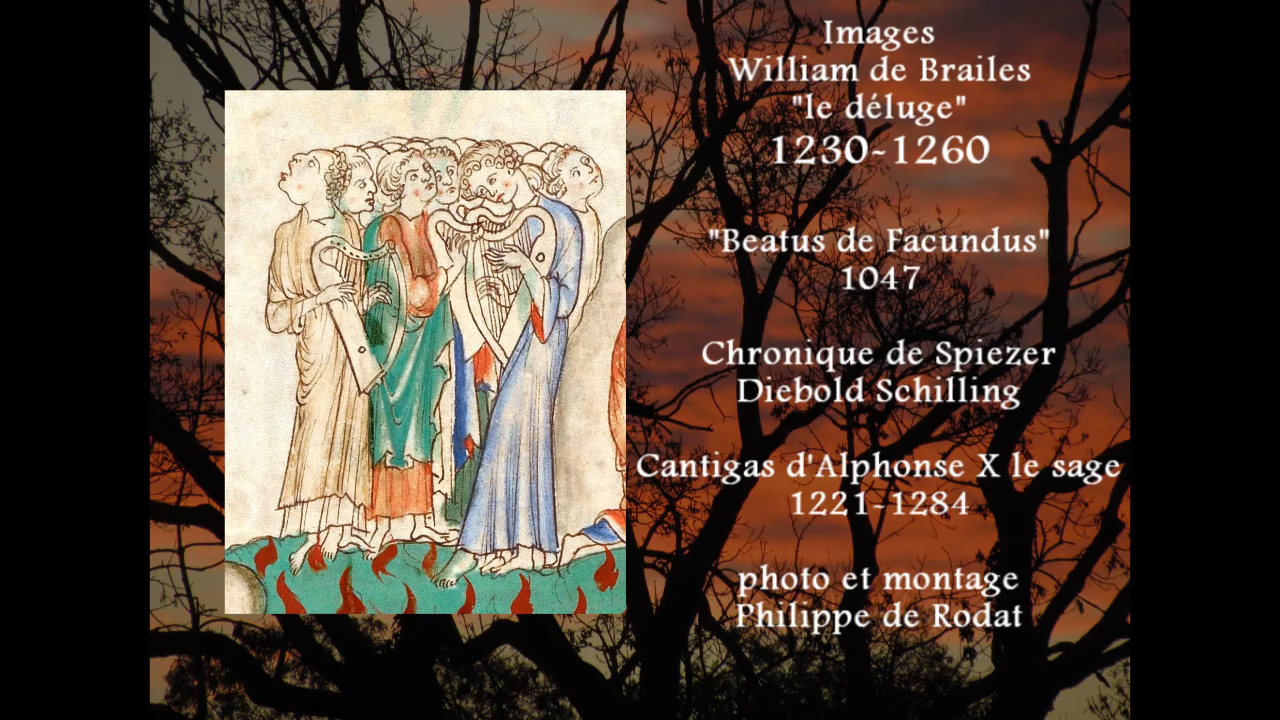 Images
William de Brailes
"le déluge"
1230~1260
"Beatus de Facundus"
1047
Chronique de Spiezer
Diebold Schilling
Cantigas d'Alphonse X le sage
1221~1284
photo et montage
Philippe de Rodat